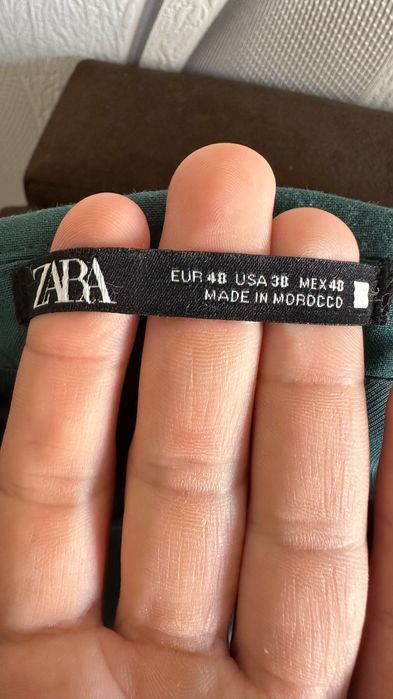 ZARA
EUR 48 USA 38 MEX 48
MADE IN MOROCCO